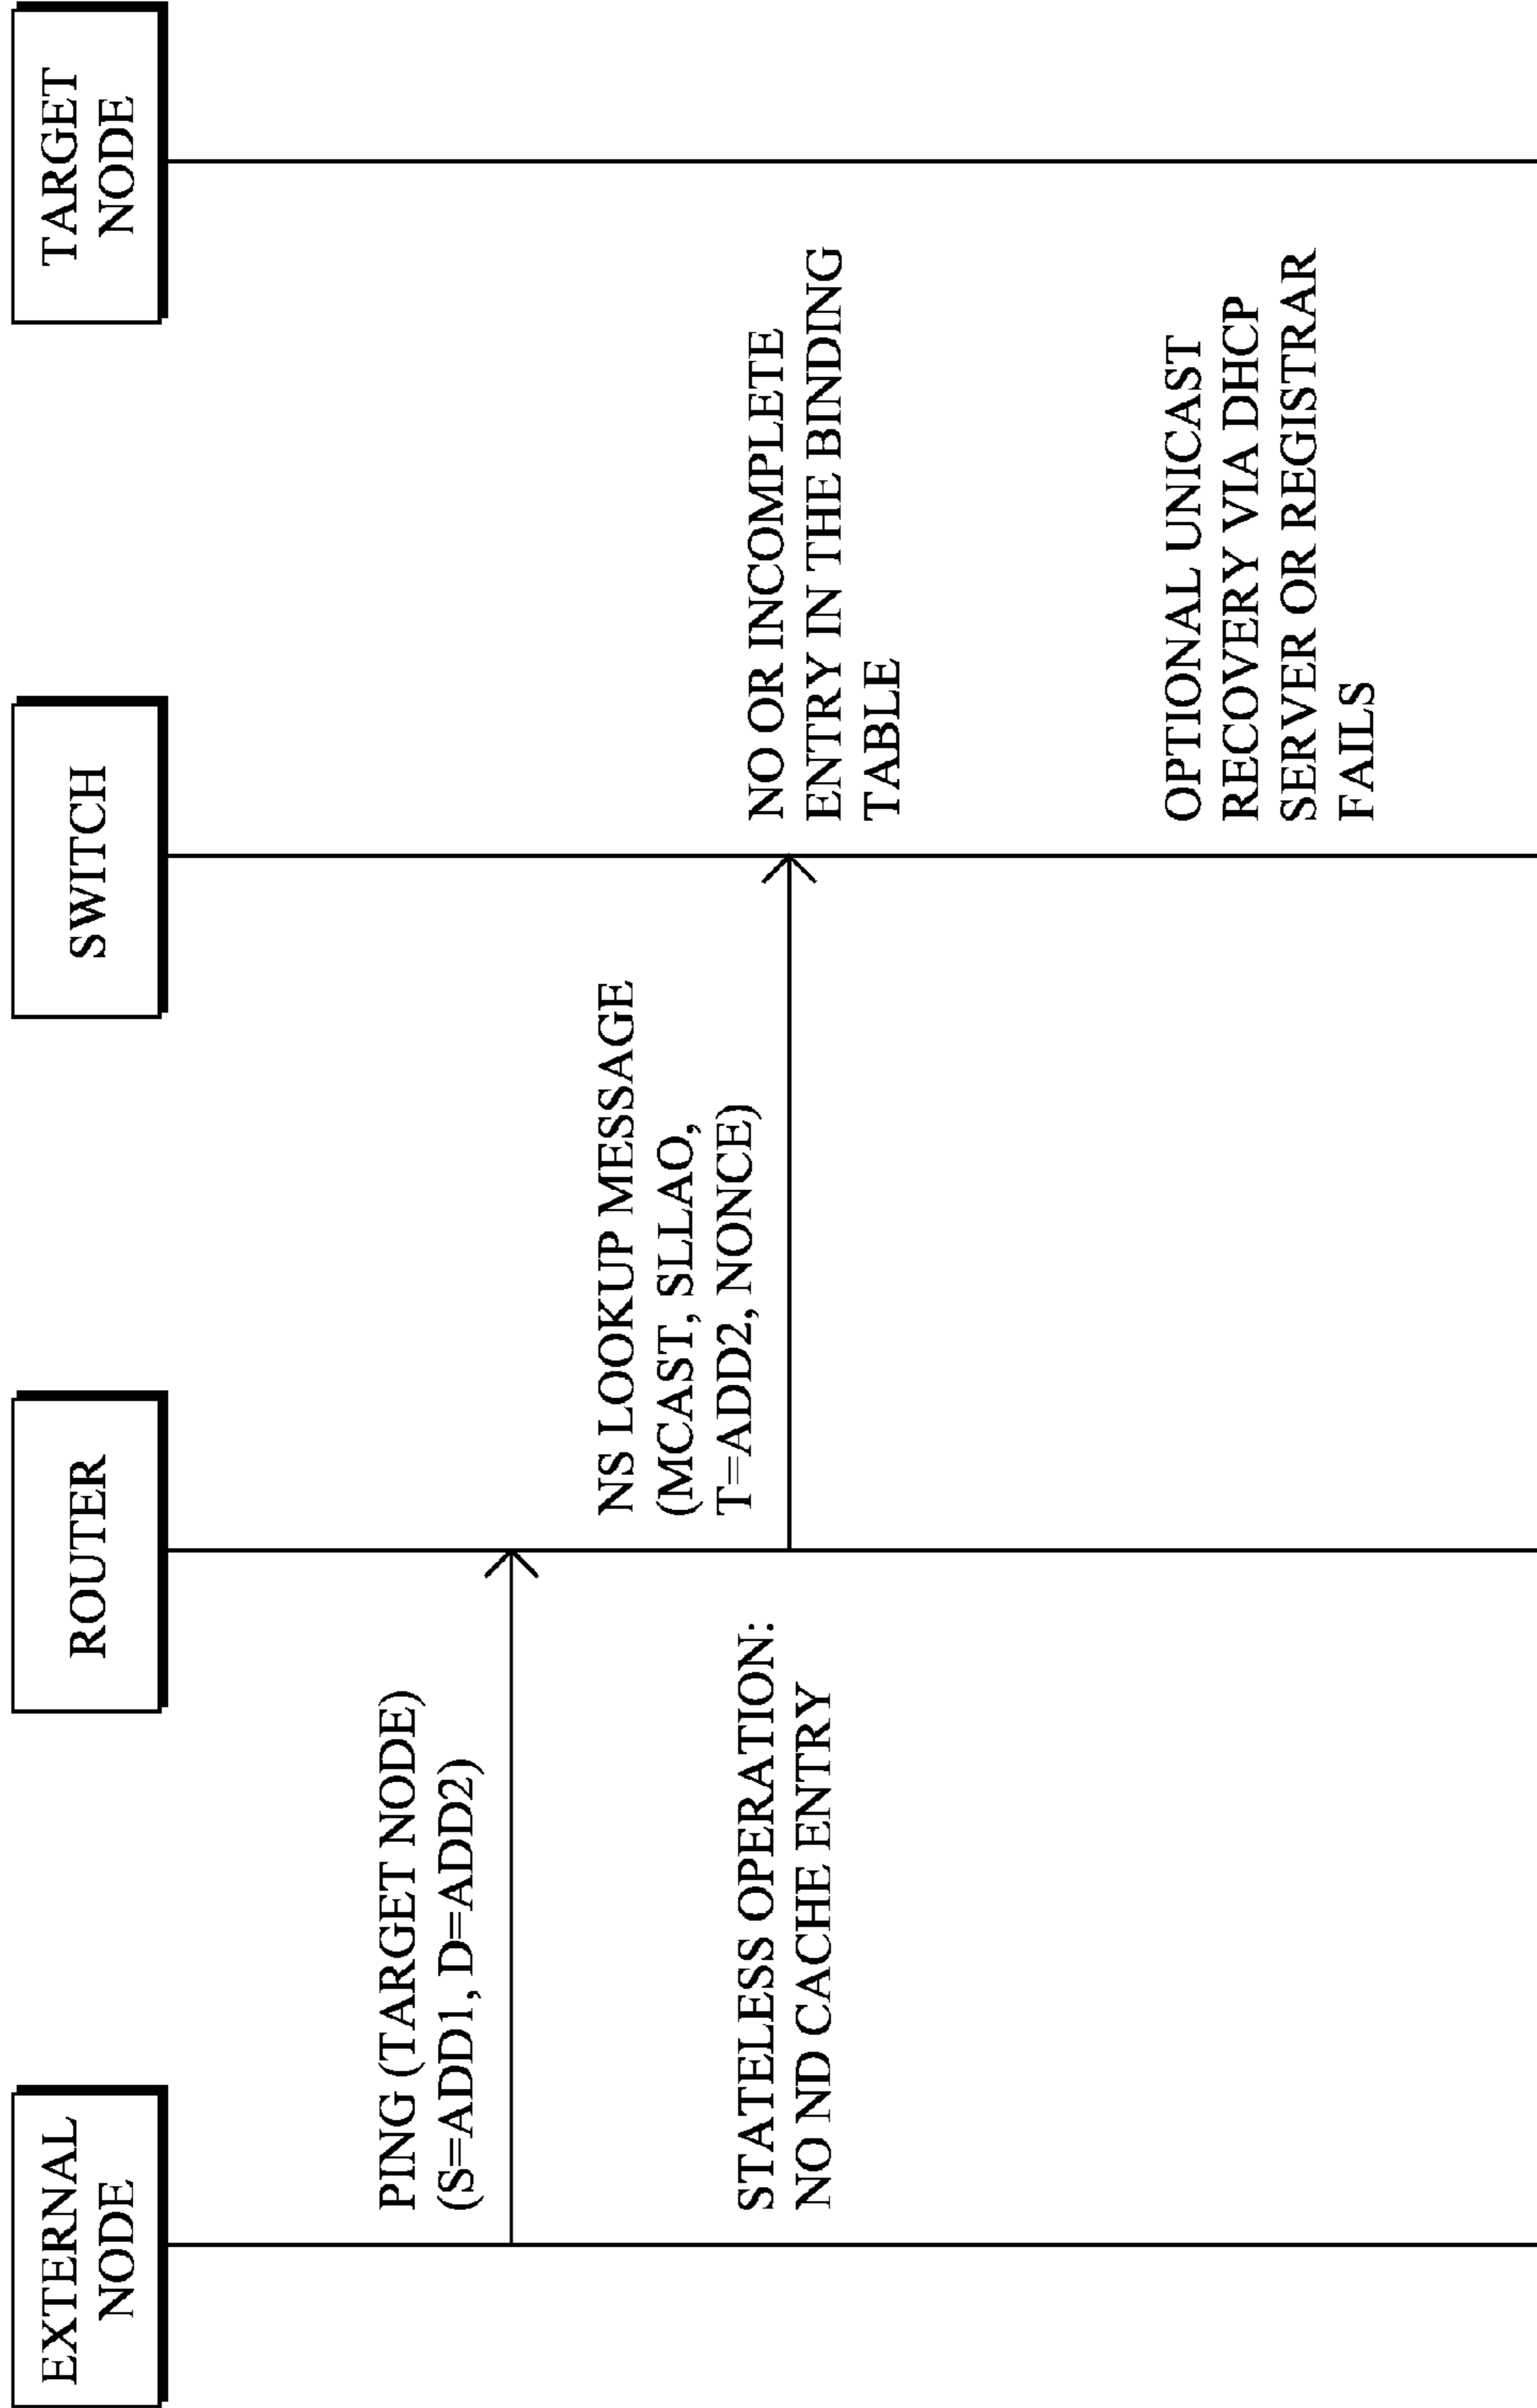 EXTERNAL
NODE
ROUTER
SWITCH
TARGET
NODE
PING (TARGET NODE)
(S=ADD1, D=ADD2)
NS LOOKUP MESSAGE
(MCAST, SLLAO,
T=ADD2, NONCE)
STATELESS OPERATION:
NO ND CACHE ENTRY
NO OR INCOMPLETE
ENTRY IN THE BINDING
TABLE
OPTIONAL UNICAST
RECOVERY VIA DHCP
SERVER OR REGISTRAR
FAILS